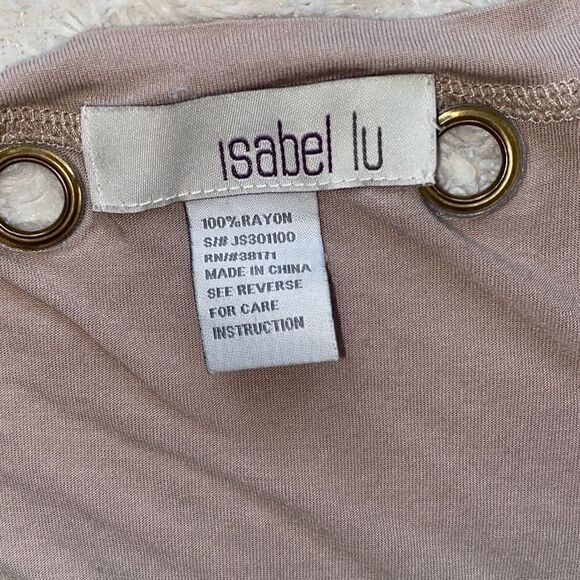 isabel lu
100%RAYON
S/# JS301100
RN/#38171
MADE IN CHINA
SEE REVERSE
FOR CARE
INSTRUCTION